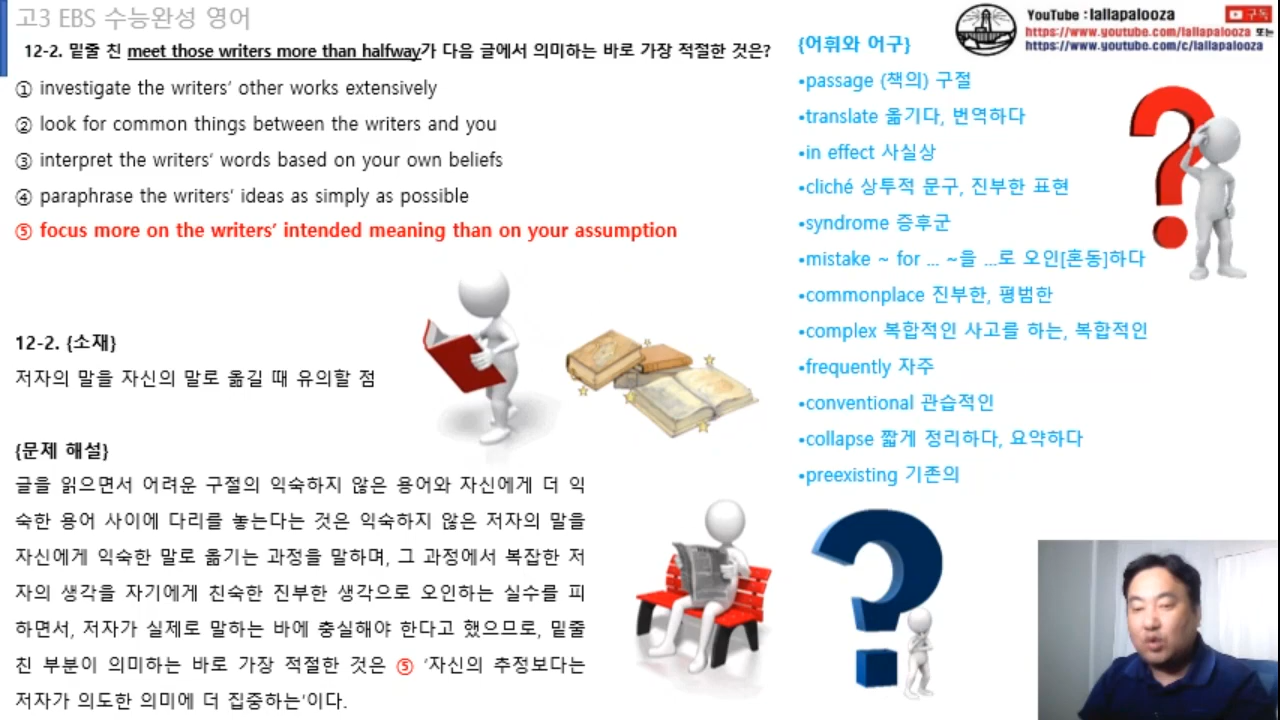 고3 EBS 수능완성 영어
12-2. 밑줄 친 meet those writers more than halfway가 다음 글에서 의미하는 바로 가장 적절한 것은?
① investigate the writers' other works extensively
② look for common things between the writers and you
③ interpret the writers' words based on your own beliefs
④ paraphrase the writers' ideas as simply as possible
⑤ focus more on the writers' intended meaning than on your assumption
12-2. {소재}
저자의 말을 자신의 말로 옮길 때 유의할 점
{문제 해설}
글을 읽으면서 어려운 구절의 익숙하지 않은 용어와 자신에게 더 익
숙한 용어 사이에 다리를 놓는다는 것은 익숙하지 않은 저자의 말을
자신에게 익숙한 말로 옮기는 과정을 말하며, 그 과정에서 복잡한 저
자의 생각을 자기에게 친숙한 진부한 생각으로 오인하는 실수를 피
하면서, 저자가 실제로 말하는 바에 충실해야 한다고 했으므로, 밑줄
친 부분이 의미하는 바로 가장 적절한 것은 ⑤ '자신의 추정보다는
저자가 의도한 의미에 더 집중하는'이다.
{어휘와 어구}
•passage (책의) 구절
•translate 옮기다, 번역하다
•in effect 사실상
•cliché 상투적 문구, 진부한 표현
•syndrome 증후군
•mistake ~ for ... ~을 ...로 오인[혼동]하다
•commonplace 진부한, 평범한
•complex 복합적인 사고를 하는, 복합적인
•frequently 자주
•conventional 관습적인
•collapse 짧게 정리하다, 요약하다
•preexisting 기존의
YouTube : lallapalooza
구독
https://www.youtube.com/lallapalooza 또는
https://www.youtube.com/c/lallapalooza